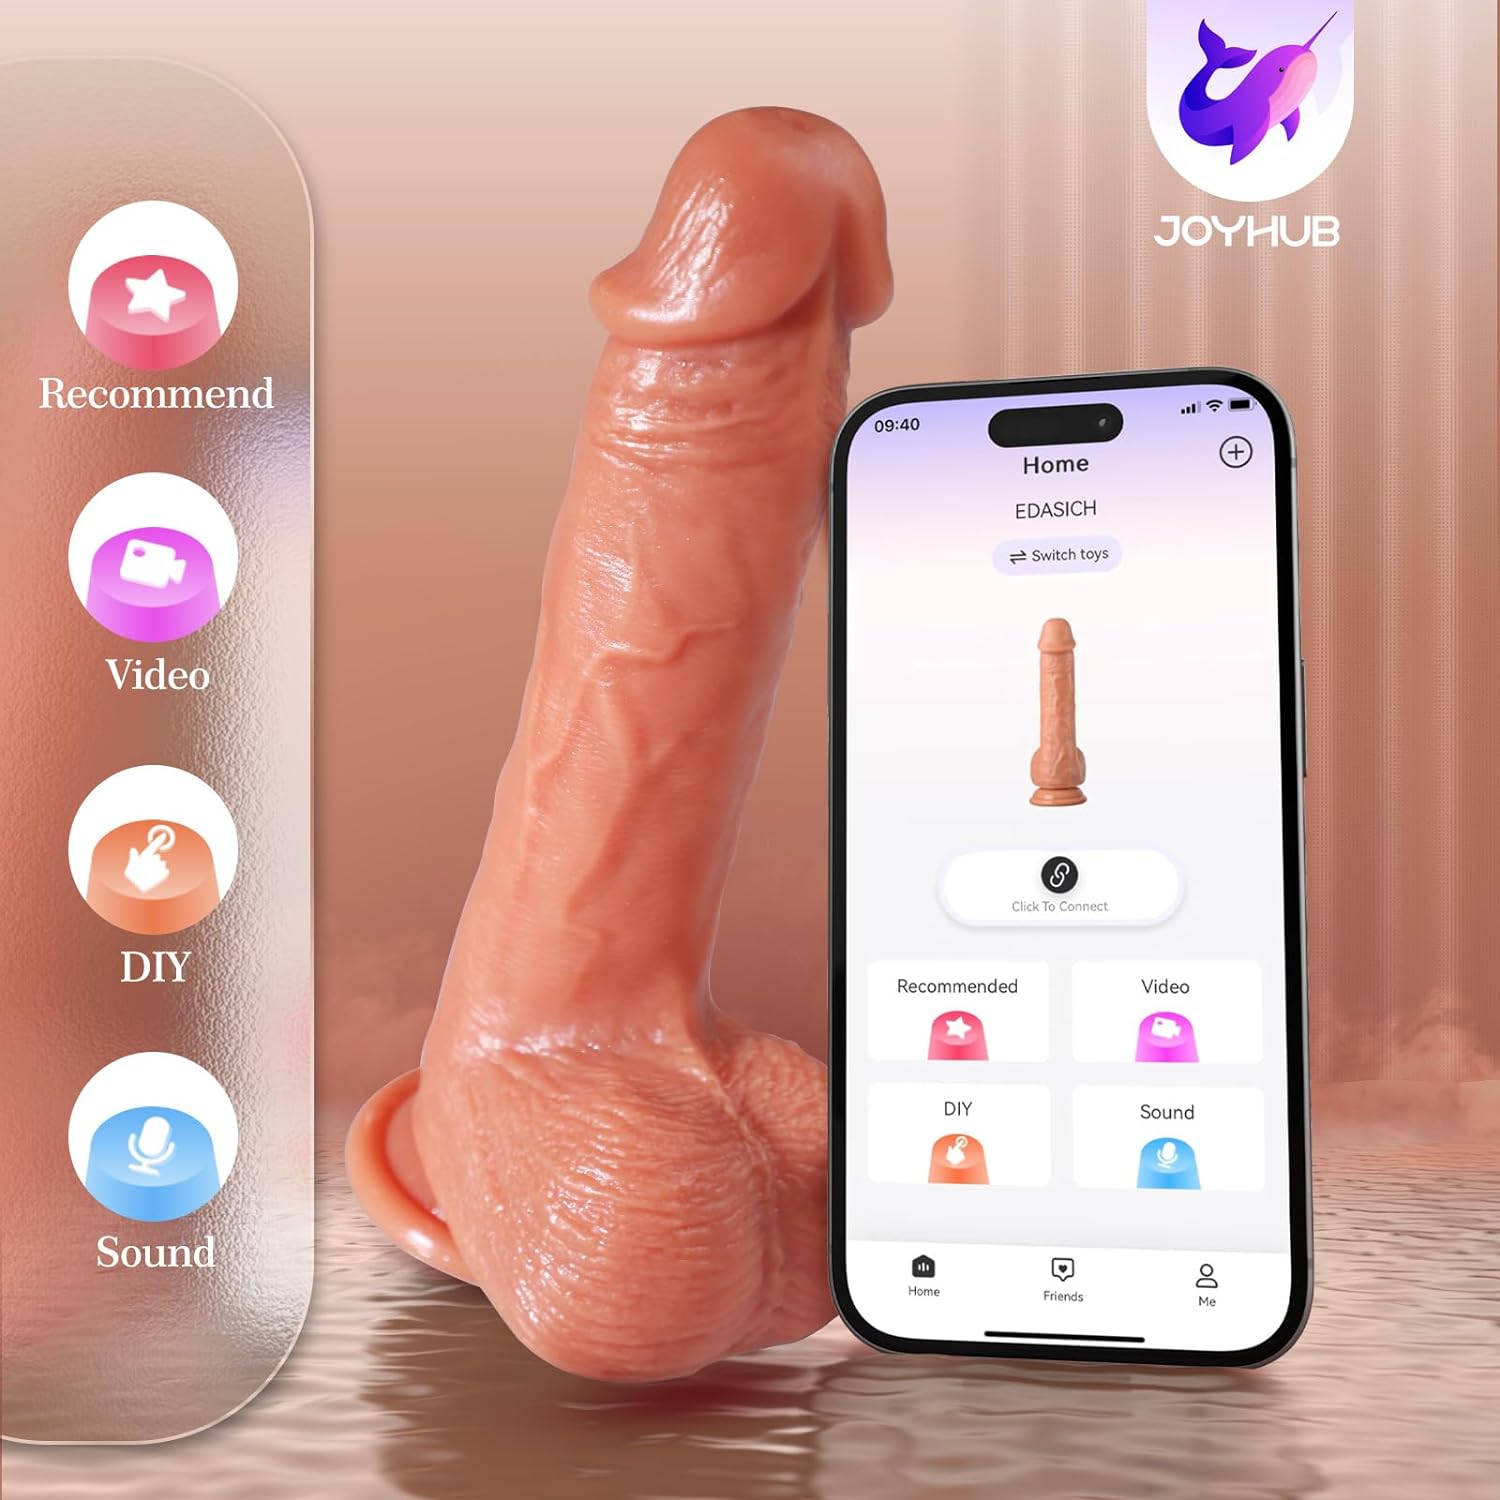 JOYHUB
Recommend
Video
DIY
Sound
09:40
Home
EDASICH
Switch toys
Click To Connect
Recommended
Video
DIY
Sound
Home
Friends
Me